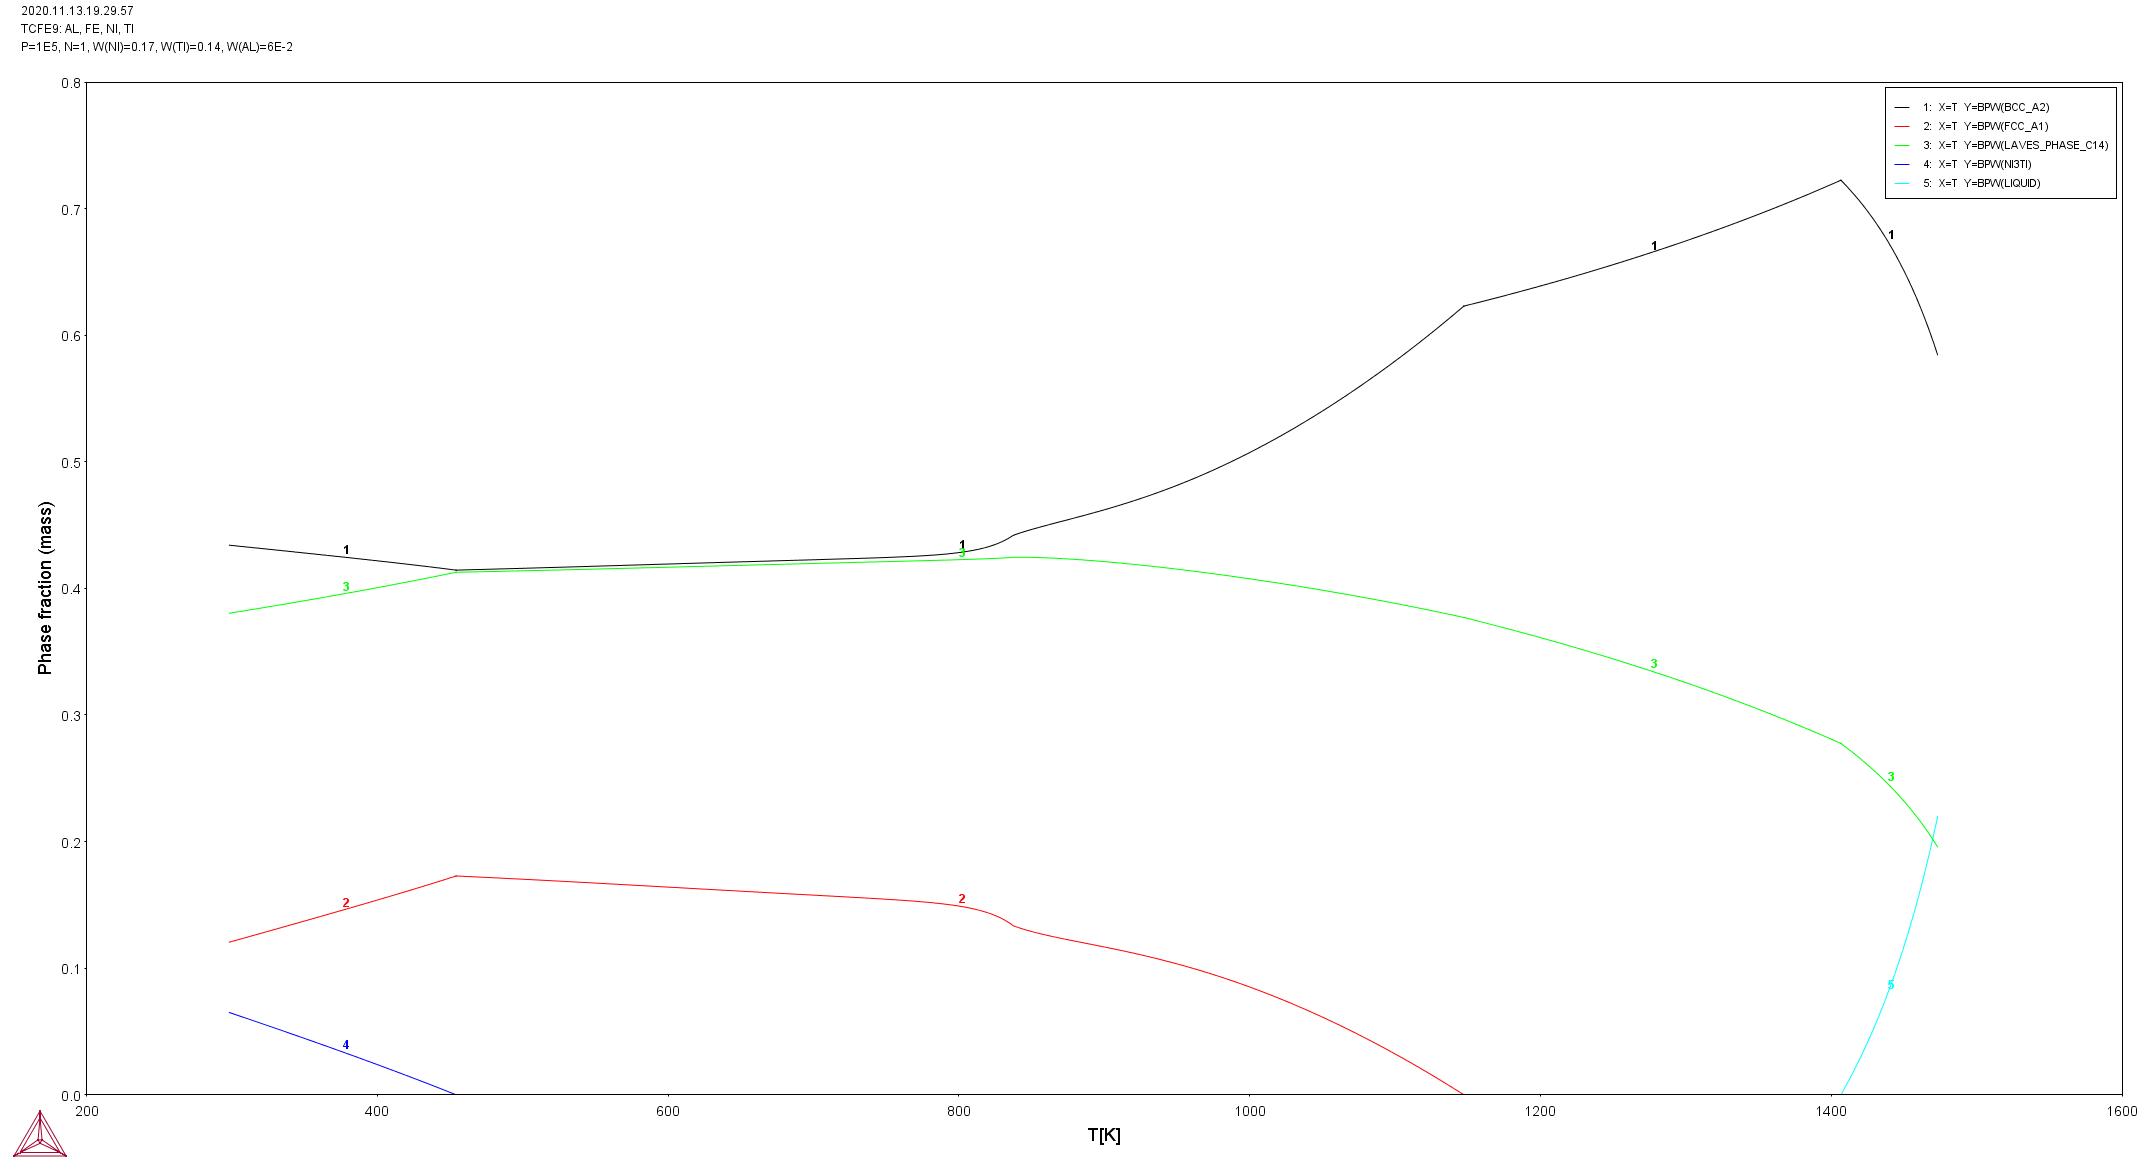 2020.11.13.19.29.57
TCFE9: AL, FE, NI, TI
P=1E5, N=1, W(NI)=0.17, W(TI)=0.14, W(AL)=6E-2
0.8
0.7
0.6
0.5
0.4
0.3
0.2
0.1
0.0
Phase fraction (mass)
1: X=T Y=BPW(BCC_A2)
2: X=T Y=BPW(FCC_A1)
3: X=T Y=BPW(LAVES_PHASE_C14)
4: X=T Y=BPW(NI3TI)
5: X=T Y=BPW(LIQUID)
1
1
1
1
3
3
3
3
2
2
4
5
200 400 600 800 1000 1200 1400 1600
T[K]